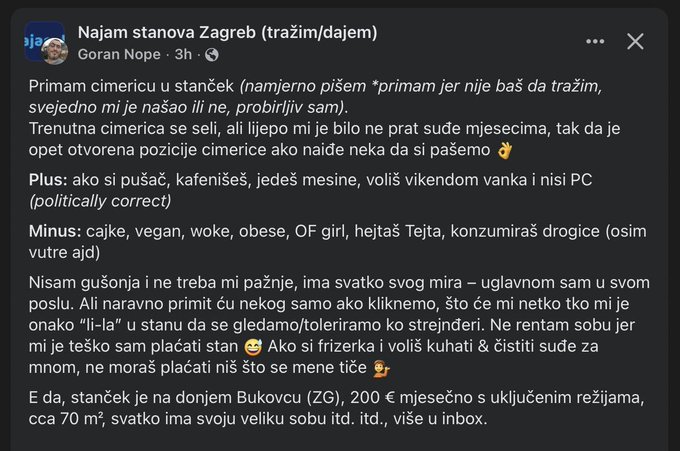 Najam stanova Zagreb (tražim/dajem)
Goran Nope · 3h ·
Primam cimericu u stanček (namjerno pišem *primam jer nije baš da tražim,
svejedno mi je našao ili ne, probirljiv sam).
Trenutna cimerica se seli, ali lijepo mi je bilo ne prat suđe mjesecima, tak da je
opet otvorena pozicije cimerice ako naiđe neka da si pašemo 👌
Plus: ako si pušač, kafenišeš, jedeš mesine, voliš vikendom vanka i nisi PC
(politically correct)
Minus: cajke, vegan, woke, obese, OF girl, hejtaš Tejta, konzumiraš drogice (osim
vutre ajd)
Nisam gušonja i ne treba mi pažnje, ima svatko svog mira – uglavnom sam u svom
poslu. Ali naravno primit ću nekog samo ako kliknemo, što će mi netko tko mi je
onako “li-la” u stanu da se gledamo/toleriramo ko strejnđeri. Ne rentam sobu jer
mi je teško sam plaćati stan 😅 Ako si frizerka i voliš kuhati & čistiti suđe za
mnom, ne moraš plaćati niš što se mene tiče 💁‍♀️
E da, stanček je na donjem Bukovcu (ZG), 200 € mjesečno s uključenim režijama,
cca 70 m², svatko ima svoju veliku sobu itd. itd., više u inbox.